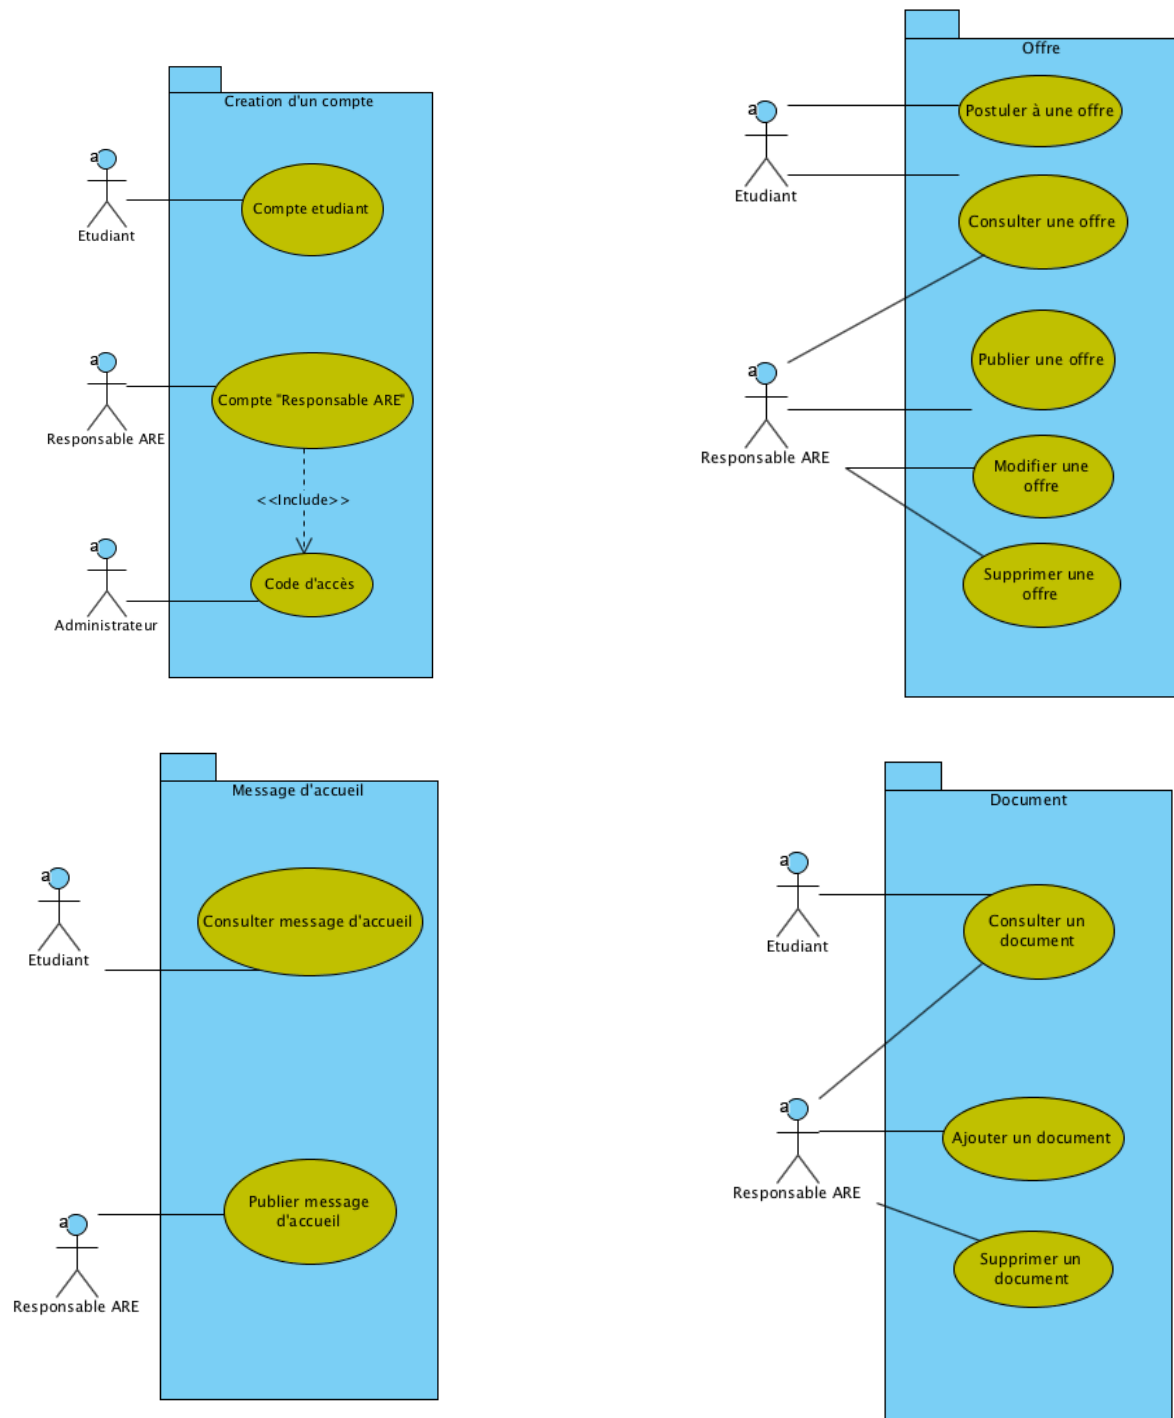 Creation d'un compte
a
Etudiant
Compte etudiant
a
Responsable ARE
Compte "Responsable ARE"
<<Include>>
a
Administrateur
Code d'accès
Offre
a
Etudiant
Postuler à une offre
Consulter une offre
a
Responsable ARE
Publier une offre
Modifier une
offre
Supprimer une
offre
Message d'accueil
a
Etudiant
Consulter message d'accueil
a
Responsable ARE
Publier message
d'accueil
Document
a
Etudiant
Consulter un
document
a
Responsable ARE
Ajouter un document
Supprimer un
document